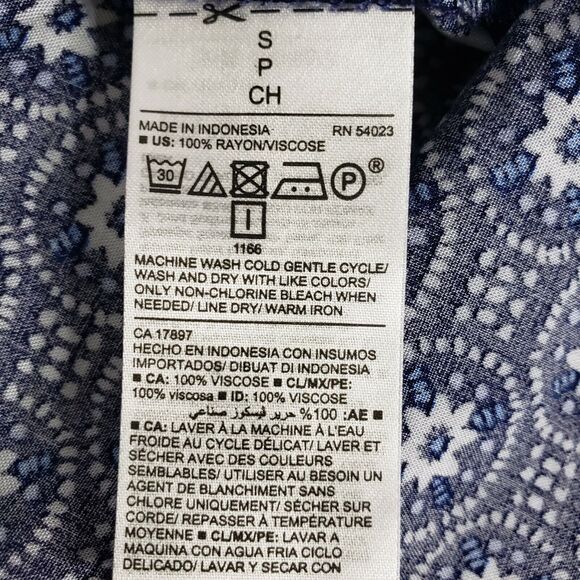 S
P
CH
MADE IN INDONESIA RN 54023
■ US: 100% RAYON/VISCOSE
30 P ®
I
1166
MACHINE WASH COLD GENTLE CYCLE/
WASH AND DRY WITH LIKE COLORS/
ONLY NON-CHLORINE BLEACH WHEN
NEEDED/ LINE DRY/ WARM IRON
CA 17897
HECHO EN INDONESIA CON INSUMOS
IMPORTADOS/ DIBUAT DI INDONESIA
■ CA: 100% VISCOSE ■ CL/MX/PE:
100% viscosa ■ ID: 100% VISCOSE
■ AE: 100% حرير فيسكوز صناعي
■ CA: LAVER À LA MACHINE À L'EAU
FROIDE AU CYCLE DÉLICAT/ LAVER ET
SÉCHER AVEC DES COULEURS
SEMBLABLES/ UTILISER AU BESOIN UN
AGENT DE BLANCHIMENT SANS
CHLORE UNIQUEMENT/ SÉCHER SUR
CORDE/ REPASSER À TEMPÉRATURE
MOYENNE ■ CL/MX/PE: LAVAR A
MAQUINA CON AGUA FRIA CICLO
DELICADO/ LAVAR Y SECAR CON